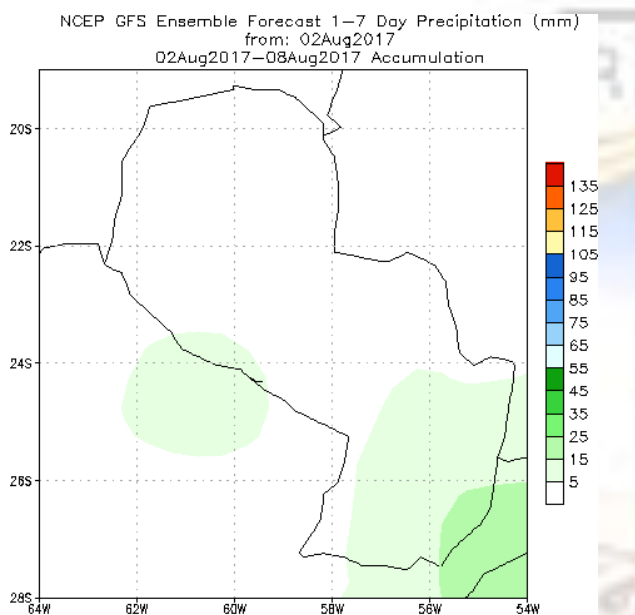 NCEP GFS Ensemble Forecast 1–7 Day Precipitation (mm)
from: 02Aug2017
02Aug2017–08Aug2017 Accumulation
20S
22S
24S
26S
28S
64W
62W
60W
58W
56W
54W
135
125
115
105
95
85
75
65
55
45
35
25
15
5